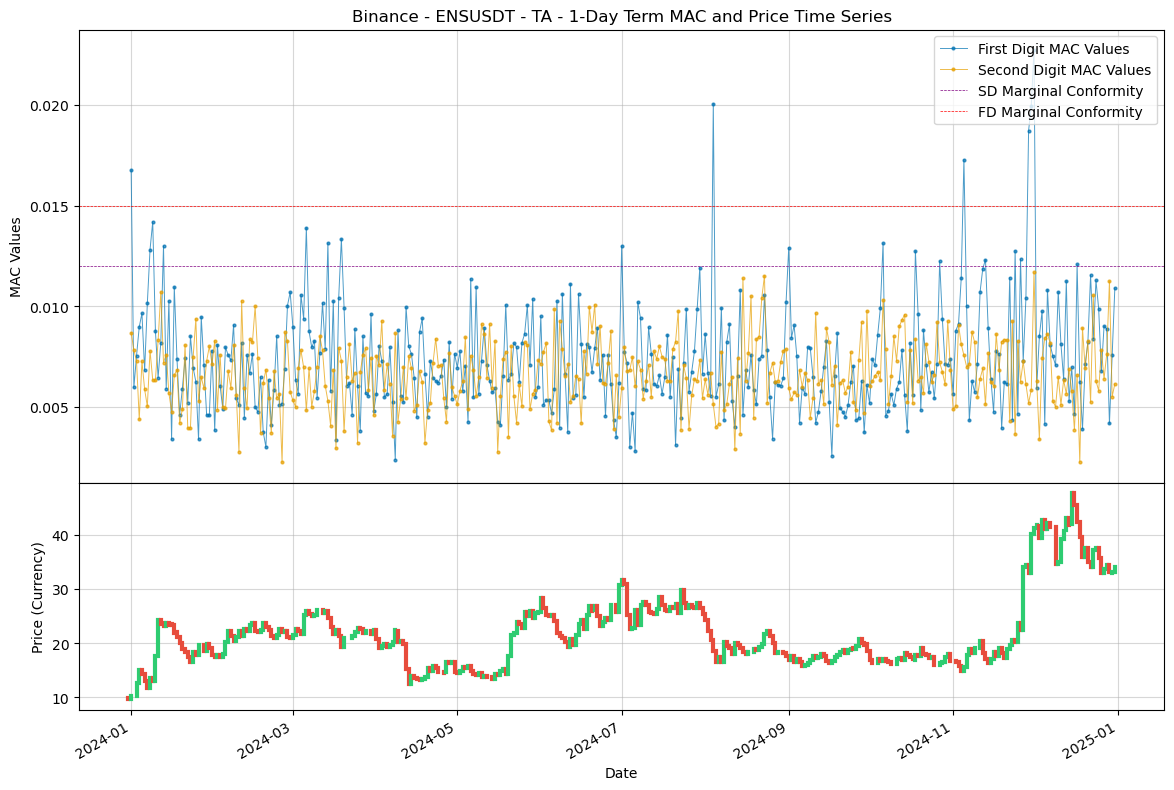 Binance - ENSUSDT - TA - 1-Day Term MAC and Price Time Series
First Digit MAC Values
Second Digit MAC Values
SD Marginal Conformity
FD Marginal Conformity
MAC Values
0.020
0.015
0.010
0.005
Price (Currency)
40
30
20
10
2024-01
2024-03
2024-05
2024-07
2024-09
2024-11
2025-01
Date